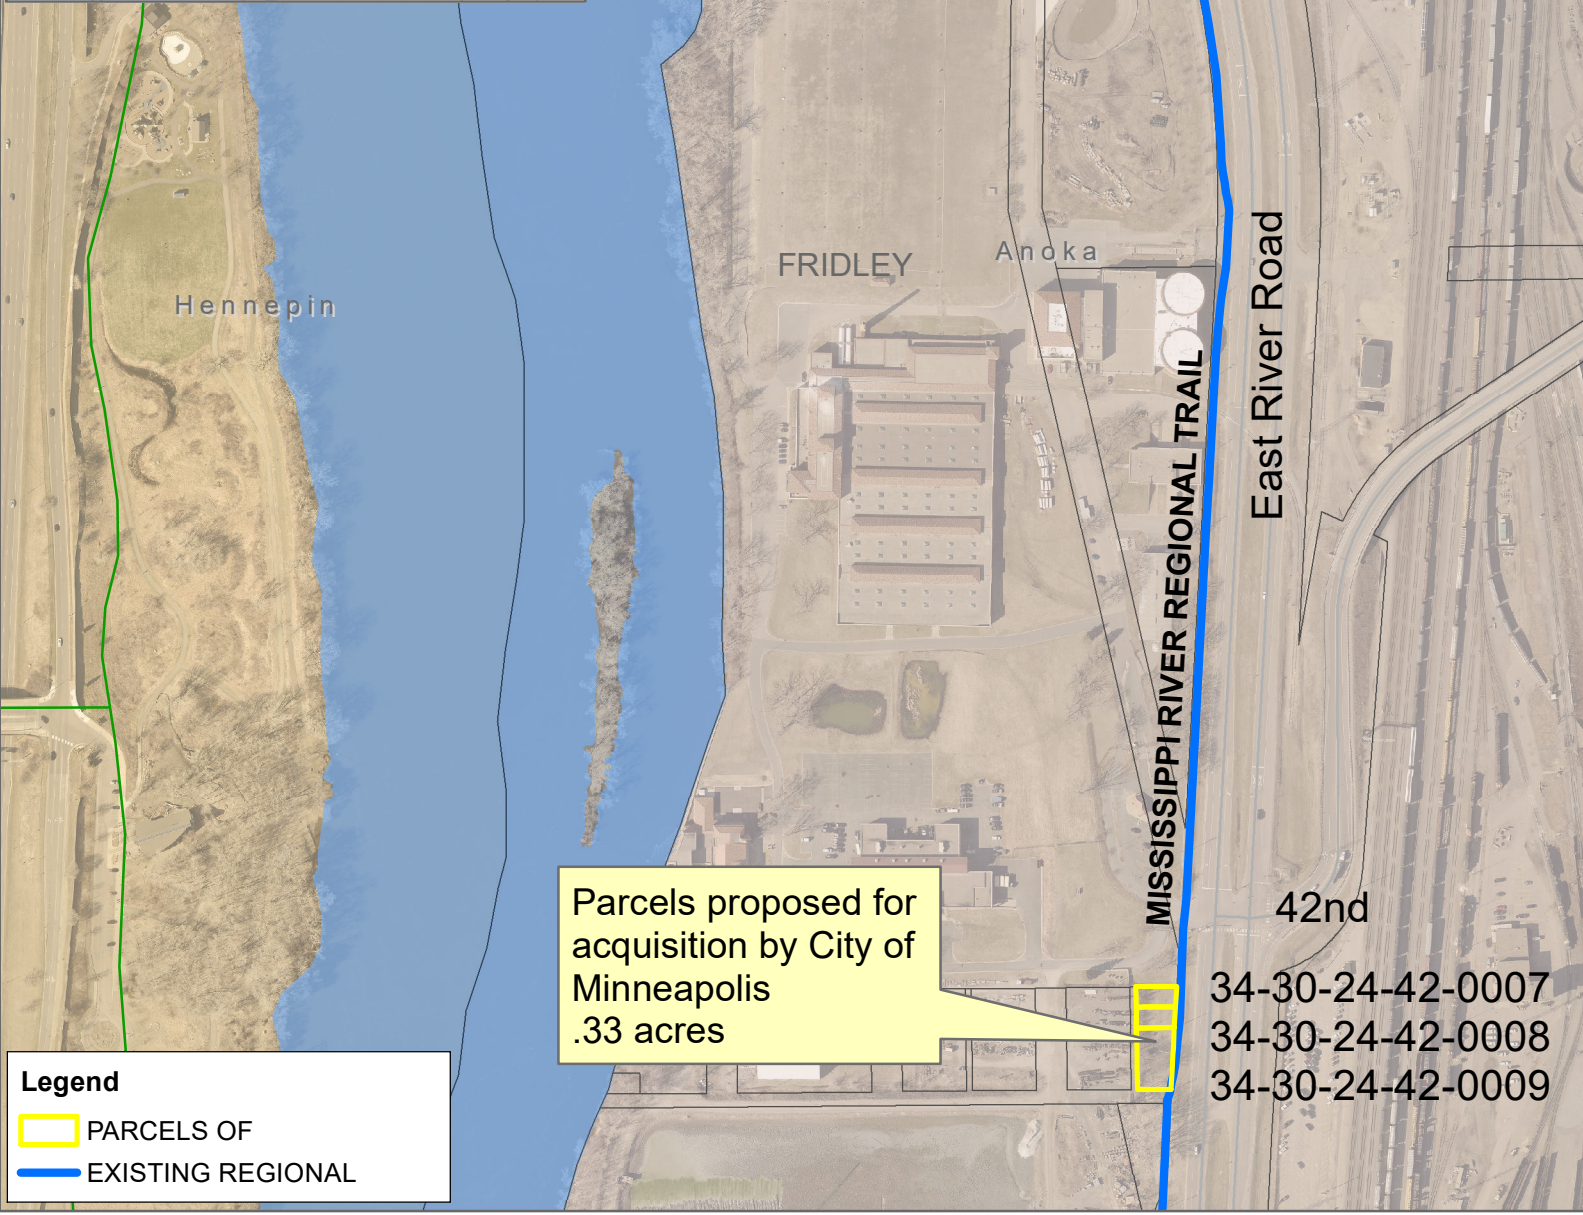 Hennepin
FRIDLEY
Anoka
East River Road
MISSISSIPPI RIVER REGIONAL TRAIL
42nd
Parcels proposed for
acquisition by City of
Minneapolis
.33 acres
34-30-24-42-0007
34-30-24-42-0008
34-30-24-42-0009
Legend
PARCELS OF
EXISTING REGIONAL